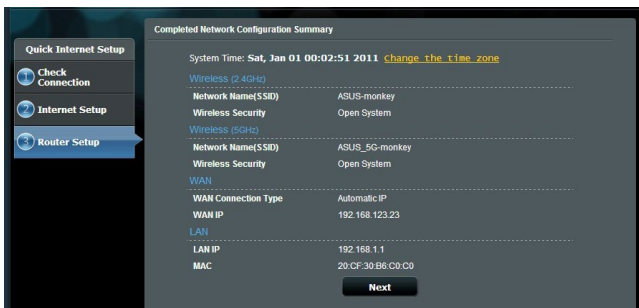 Completed Network Configuration Summary
Quick Internet Setup
1 Check Connection
2 Internet Setup
3 Router Setup
System Time: Sat, Jan 01 00:02:51 2011 Change the time zone
Wireless (2.4GHz)
Network Name(SSID) ASUS-monkey
Wireless Security Open System
Wireless (5GHz)
Network Name(SSID) ASUS_5G-monkey
Wireless Security Open System
WAN
WAN Connection Type Automatic IP
WAN IP 192.168.123.23
LAN
LAN IP 192.168.1.1
MAC 20:CF:30:B6:C0:C0
Next